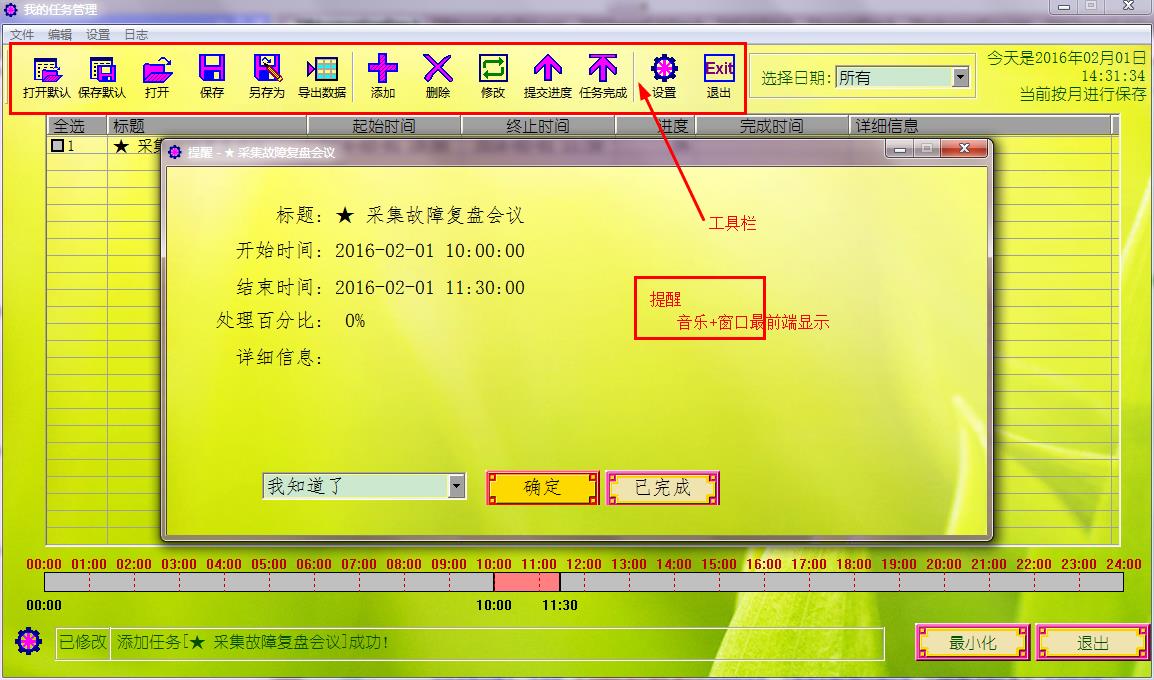 我的任务管理
文件 编辑 设置 日志
打开默认 保存默认 打开 保存 另存为 导出数据 添加 删除 修改 提交进度 任务完成 设置 Exit 退出
选择日期: 所有
今天是2016年02月01日
14:31:34
当前按月进行保存
全选 标题 起始时间 终止时间 进度 完成时间 详细信息
1 ★ 采集
提醒 - ★ 采集故障复盘会议
标题: ★ 采集故障复盘会议
工具栏
开始时间: 2016-02-01 10:00:00
结束时间: 2016-02-01 11:30:00
提醒
音乐+窗口最前端显示
处理百分比: 0%
详细信息:
我知道了 确定 已完成
00:00 01:00 02:00 03:00 04:00 05:00 06:00 07:00 08:00 09:00 10:00 11:00 12:00 13:00 14:00 15:00 16:00 17:00 18:00 19:00 20:00 21:00 22:00 23:00 24:00
00:00 10:00 11:30
已修改 添加任务[★ 采集故障复盘会议]成功!
最小化 退出